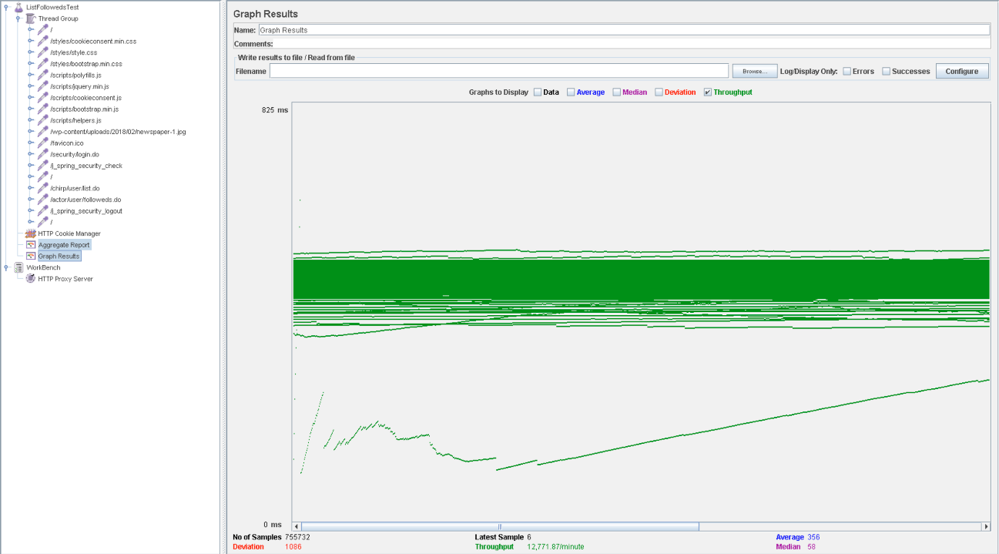 ListFollowedsTest
Thread Group
/
/styles/cookieconsent.min.css
/styles/style.css
/styles/bootstrap.min.css
/scripts/polyfills.js
/scripts/jquery.min.js
/scripts/cookieconsent.js
/scripts/bootstrap.min.js
/scripts/helpers.js
/wp-content/uploads/2018/02/newspaper-1.jpg
/favicon.ico
/security/login.do
/j_spring_security_check
/
/chirp/user/list.do
/actor/user/followeds.do
/j_spring_security_logout
/
HTTP Cookie Manager
Aggregate Report
Graph Results
WorkBench
HTTP Proxy Server
Graph Results
Name: Graph Results
Comments:
Write results to file / Read from file
Filename Browse... Log/Display Only: Errors Successes Configure
Graphs to Display Data Average Median Deviation Throughput
825 ms
0 ms
No of Samples 755732 Latest Sample 6 Average 356
Deviation 1086 Throughput 12,771.87/minute Median 58